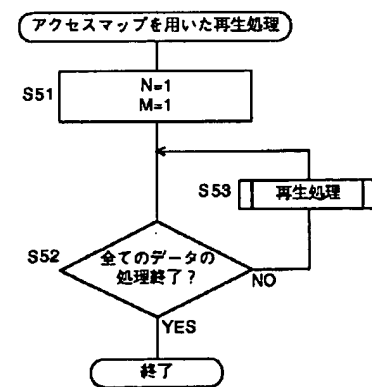 アクセスマップを用いた再生処理
S51
N=1
M=1
S53
再生処理
S52
全てのデータの
処理終了?
NO
YES
終了